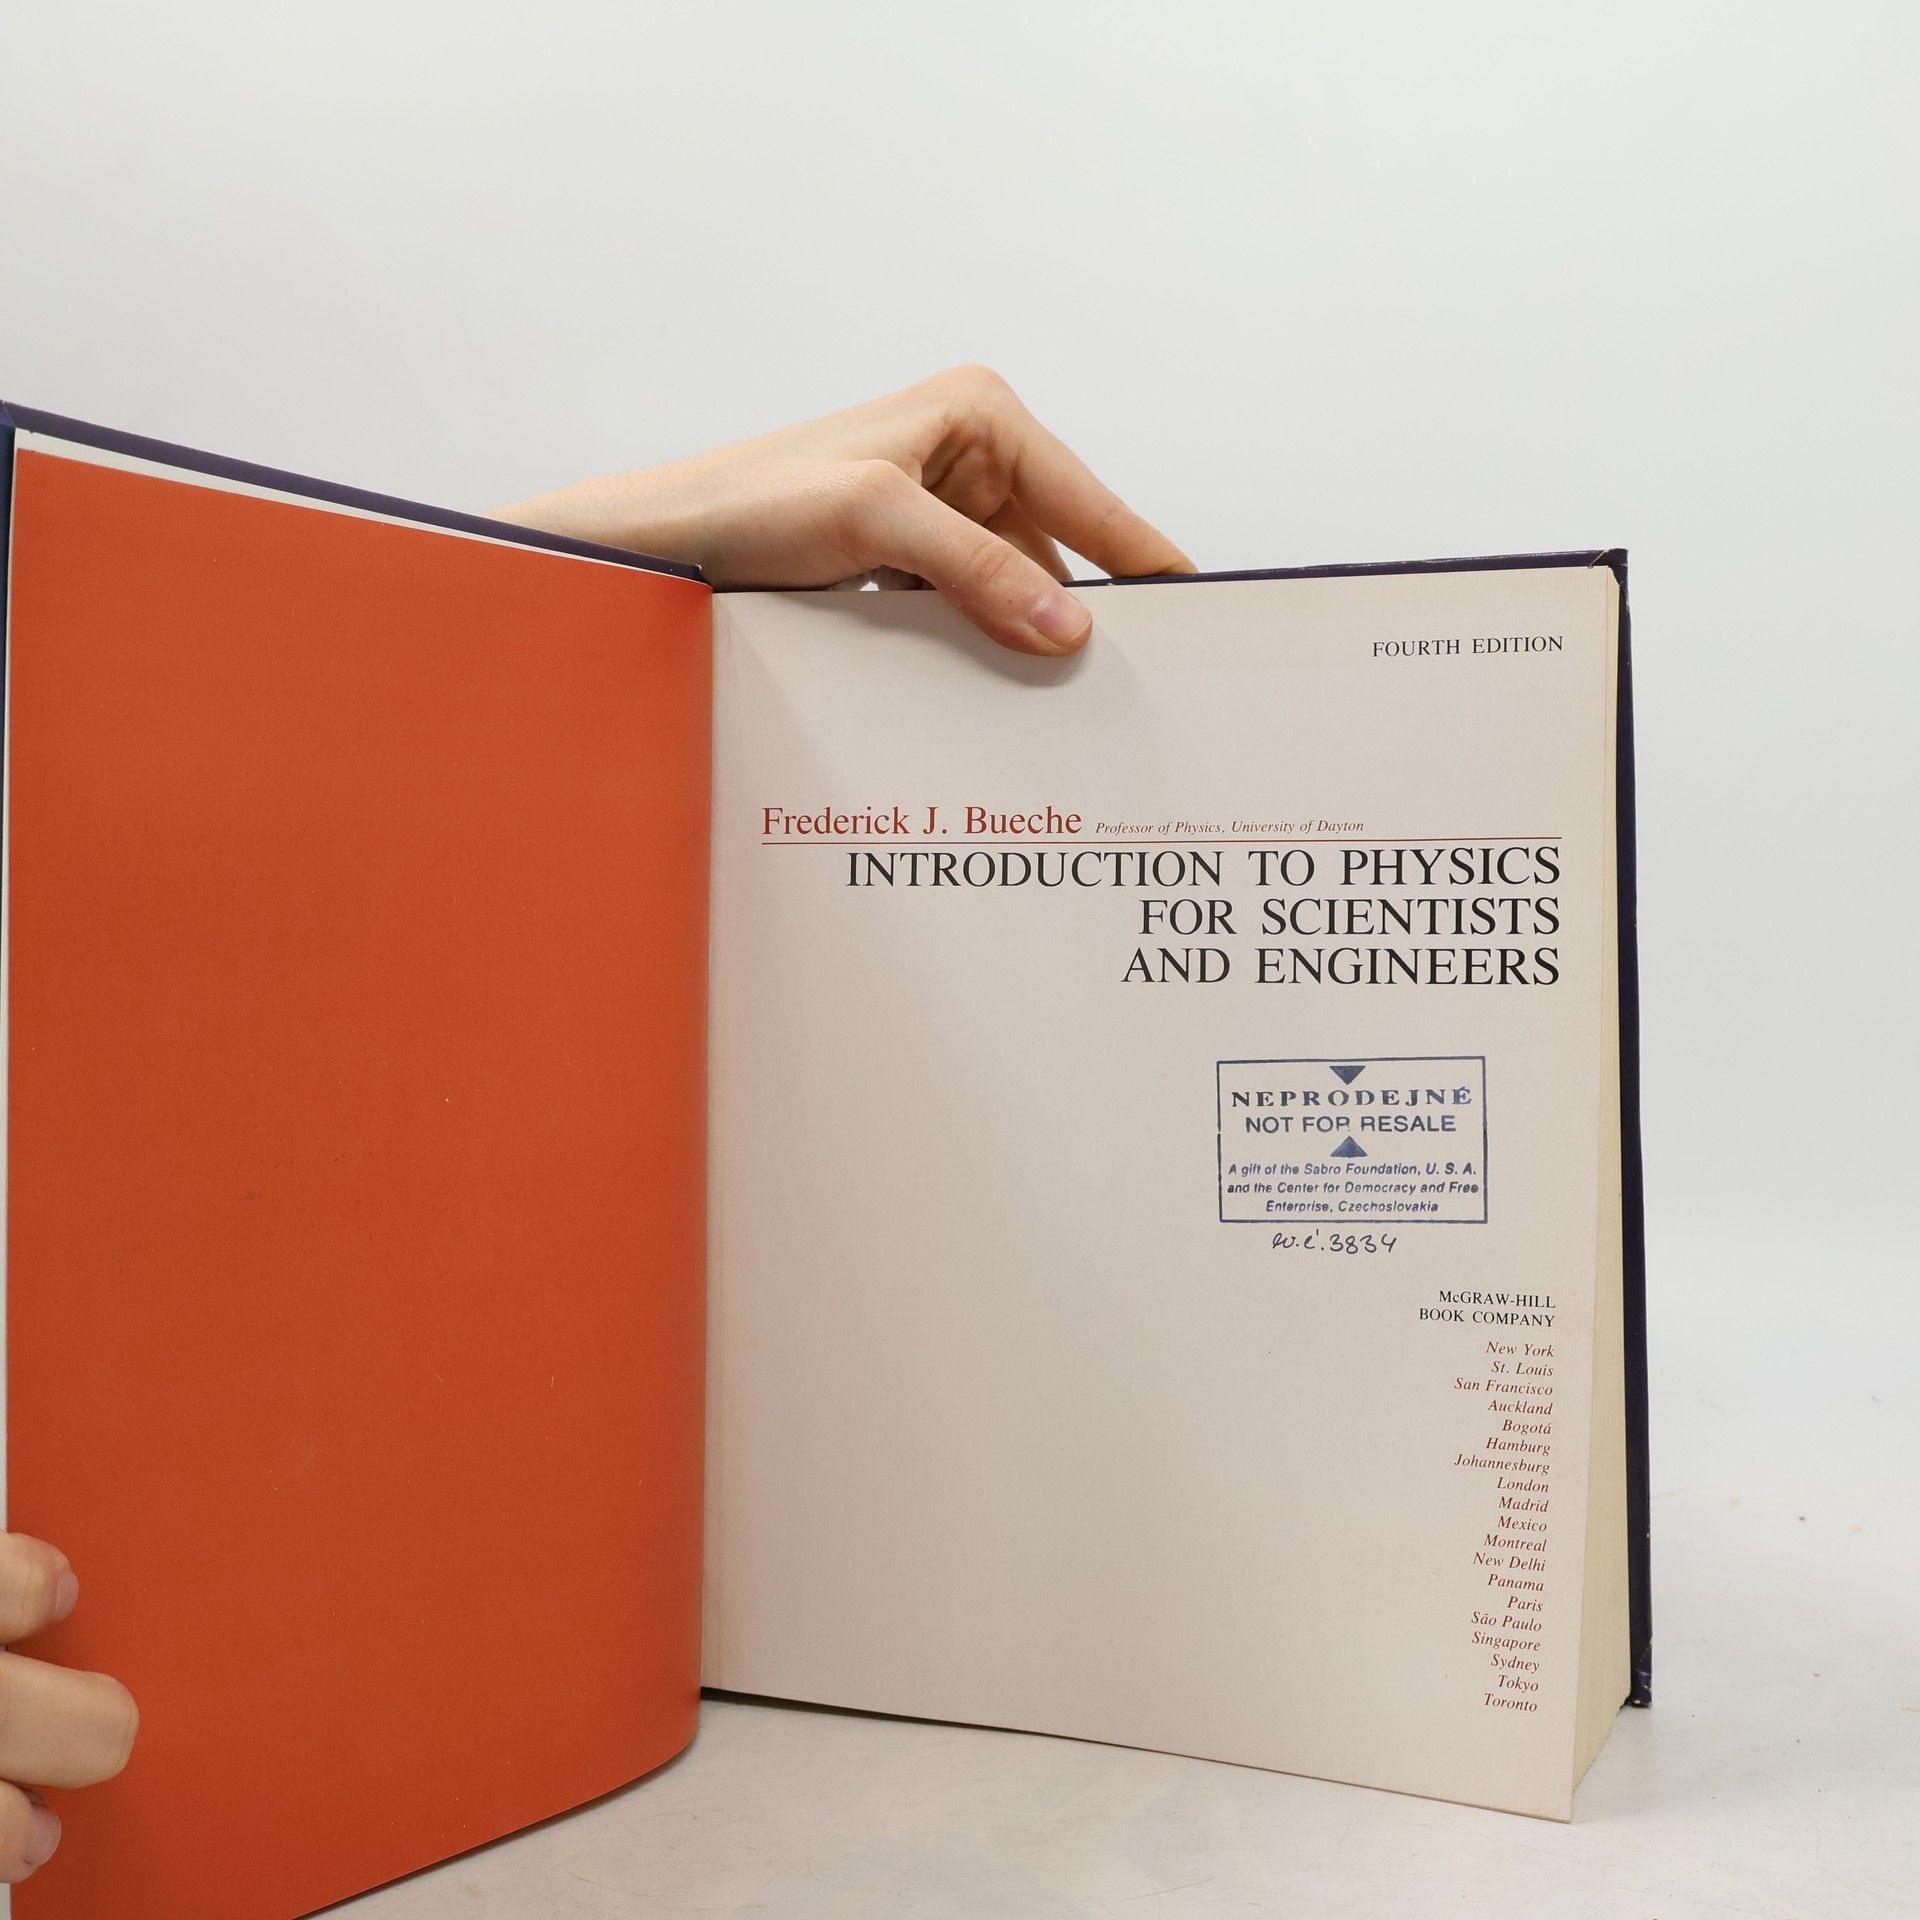 FOURTH EDITION
Frederick J. Bueche Professor of Physics, University of Dayton
INTRODUCTION TO PHYSICS
FOR SCIENTISTS
AND ENGINEERS
NEPRODEJNÉ
NOT FOR RESALE
A gift of the Sabro Foundation, U. S. A.
and the Center for Democracy and Free
Enterprise, Czechoslovakia
3834
McGRAW-HILL
BOOK COMPANY
New York
St. Louis
San Francisco
Auckland
Bogotá
Hamburg
Johannesburg
London
Madrid
Mexico
Montreal
New Delhi
Panama
Paris
São Paulo
Singapore
Sydney
Tokyo
Toronto